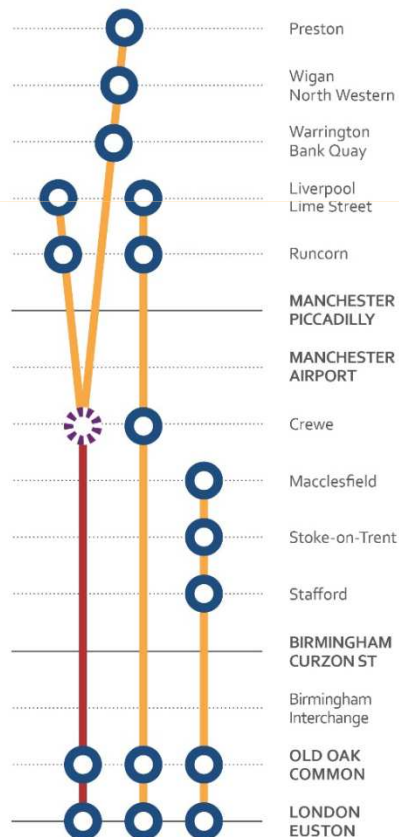 Preston
Wigan
North Western
Warrington
Bank Quay
Liverpool
Lime Street
Runcorn
MANCHESTER
PICCADILLY
MANCHESTER
AIRPORT
Crewe
Macclesfield
Stoke-on-Trent
Stafford
BIRMINGHAM
CURZON ST
Birmingham
Interchange
OLD OAK
COMMON
LONDON
EUSTON